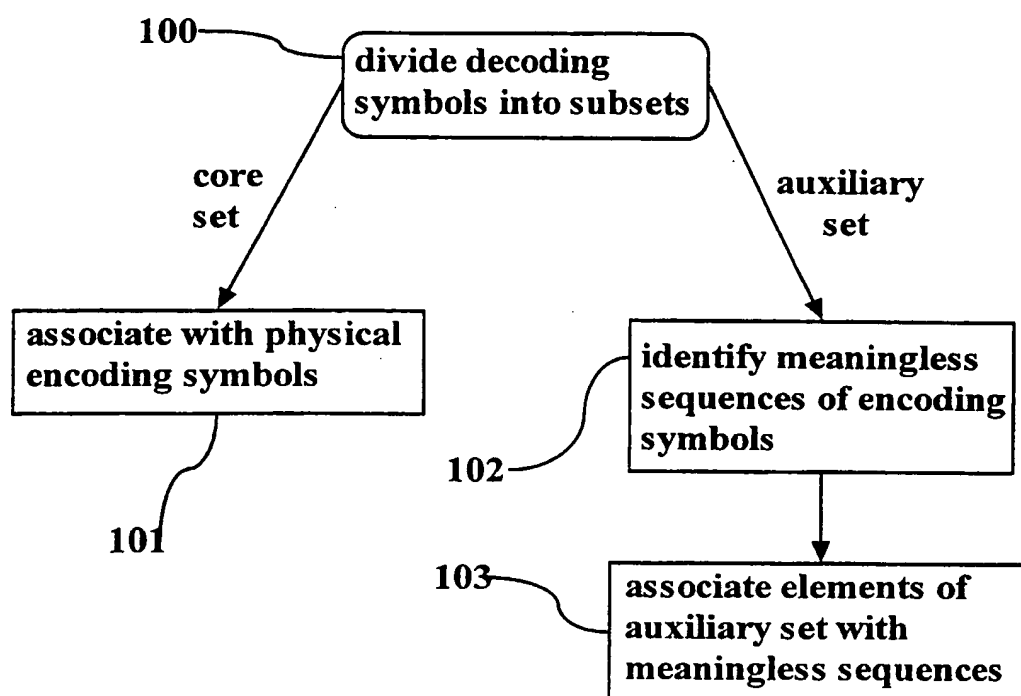 100
divide decoding
symbols into subsets
core
set
auxiliary
set
associate with physical
encoding symbols
identify meaningless
sequences of encoding
symbols
102
101
103
associate elements of
auxiliary set with
meaningless sequences